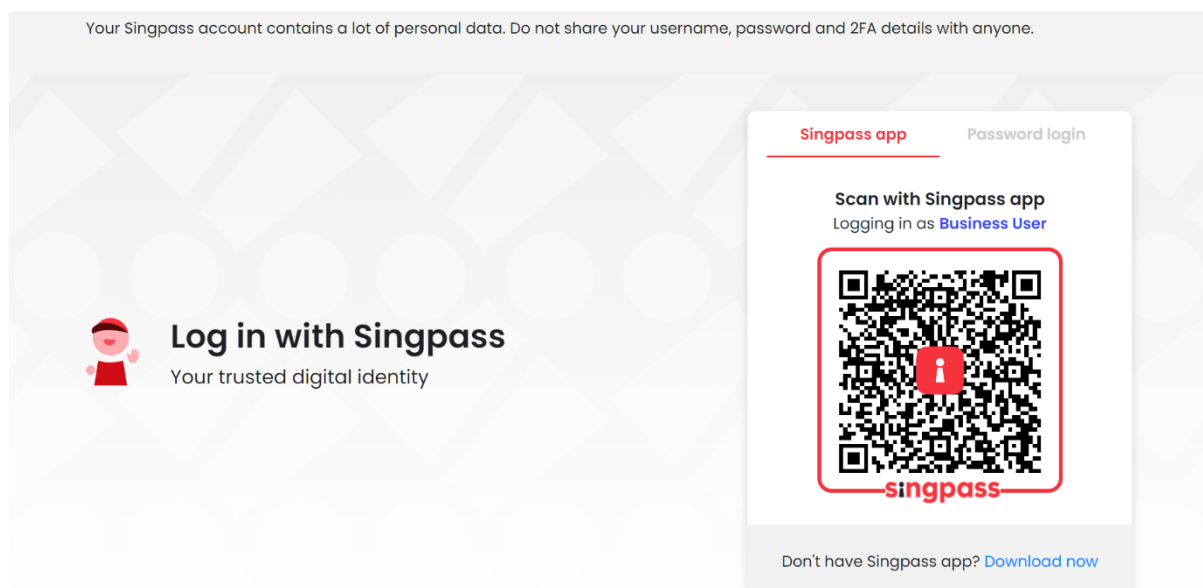 Your Singpass account contains a lot of personal data. Do not share your username, password and 2FA details with anyone.
Singpass app
Password login
Scan with Singpass app
Logging in as Business User
Log in with Singpass
Your trusted digital identity
singpass
Don't have Singpass app? Download now